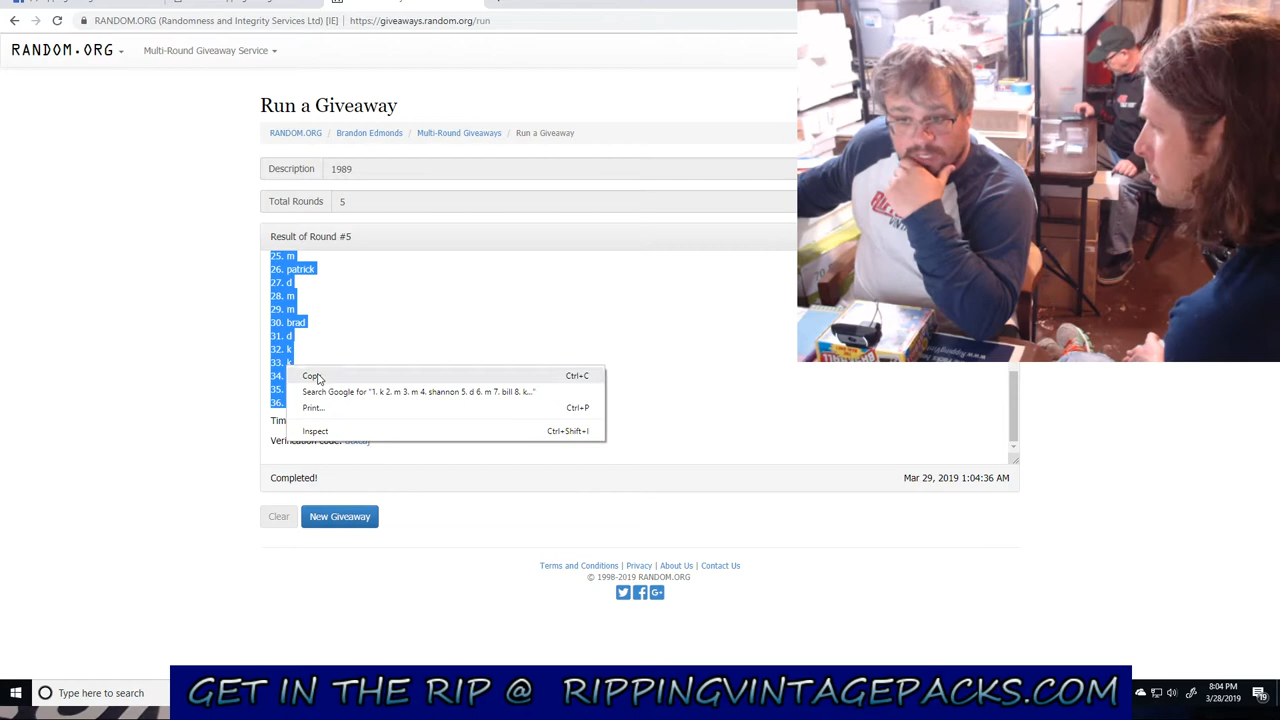 RANDOM.ORG (Randomness and Integrity Services Ltd) [IE] | https://giveaways.random.org/run
RANDOM.ORG Multi-Round Giveaway Service
Run a Giveaway
RANDOM.ORG / Brandon Edmonds / Multi-Round Giveaways / Run a Giveaway
Description 1989
Total Rounds 5
Result of Round #5
25. m
26. patrick
27. d
28. m
29. m
30. brad
31. d
32. k
33. k
34. Copy Ctrl+C
35. Search Google for "1. k 2. m 3. m 4. shannon 5. d 6. m 7. bill 8. k..."
36. Print... Ctrl+P
Inspect Ctrl+Shift+I
Completed! Mar 29, 2019 1:04:36 AM
Clear New Giveaway
Terms and Conditions | Privacy | About Us | Contact Us
© 1998-2019 RANDOM.ORG
GET IN THE RIP @ RIPPINGVINTAGEPACKS.COM
Type here to search
8:04 PM
3/28/2019
19